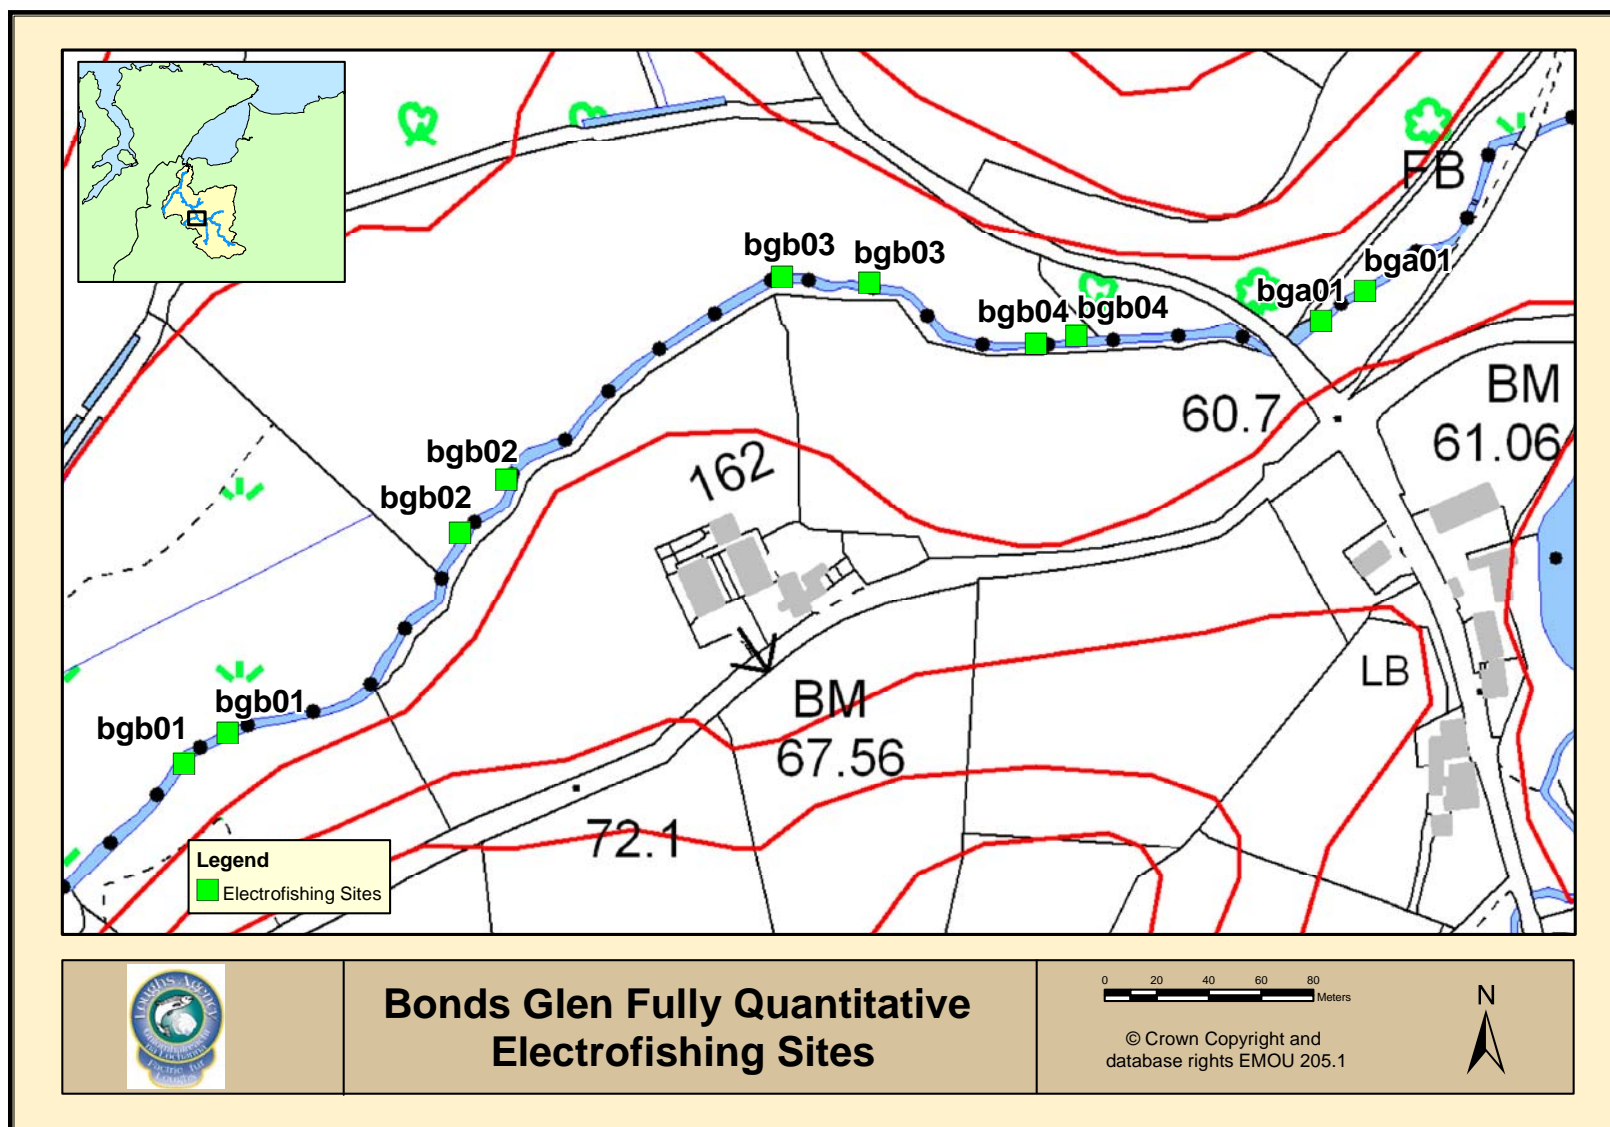 FB
bgb03
bgb03
bga01
bga01
bgb04
bgb04
BM
61.06
60.7
bgb02
bgb02
162
LB
bgb01
bgb01
BM
67.56
72.1
Legend
Electrofishing Sites
Loughs Agency
Bonds Glen Fully Quantitative
Electrofishing Sites
0 20 40 60 80
Meters
© Crown Copyright and
database rights EMOU 205.1
N